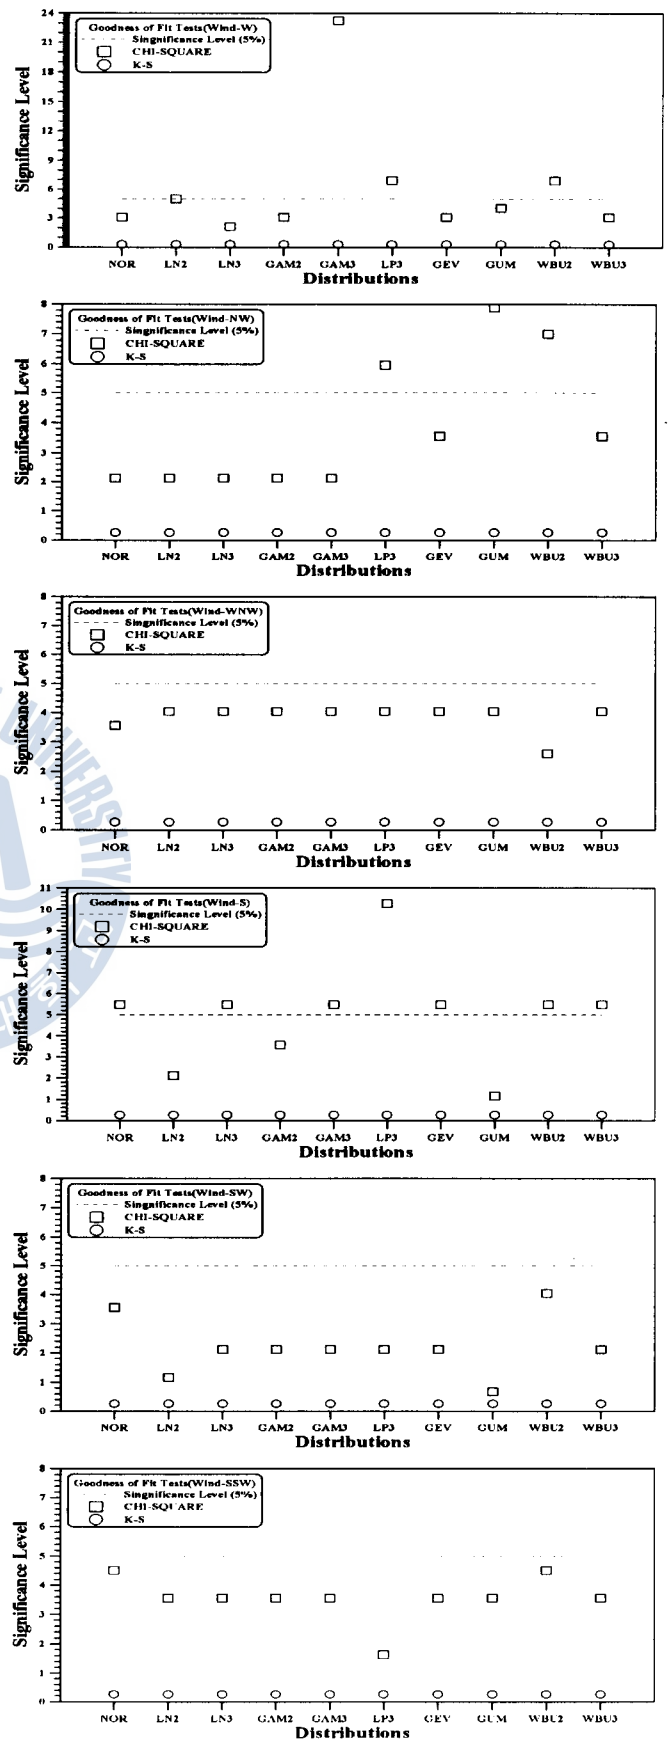 Goodness of Fit Tests(Wind-W)
Singnificance Level (5%)
CHI-SQUARE
K-S
Significance Level
24
21
18
15
12
9
6
3
0
NOR LN2 LN3 GAM2 GAM3 LP3 GEV GUM WBU2 WBU3
Distributions
Goodness of Fit Tests(Wind-NW)
Singnificance Level (5%)
CHI-SQUARE
K-S
Significance Level
8
7
6
5
4
3
2
1
0
NOR LN2 LN3 GAM2 GAM3 LP3 GEV GUM WBU2 WBU3
Distributions
Goodness of Fit Tests(Wind-WNW)
Singnificance Level (5%)
CHI-SQUARE
K-S
Significance Level
8
7
6
5
4
3
2
1
0
NOR LN2 LN3 GAM2 GAM3 LP3 GEV GUM WBU2 WBU3
Distributions
UNIVERSITY
Goodness of Fit Tests(Wind-S)
Singnificance Level (5%)
CHI-SQUARE
K-S
Significance Level
11
10
9
8
7
6
5
4
3
2
1
0
NOR LN2 LN3 GAM2 GAM3 LP3 GEV GUM WBU2 WBU3
Distributions
Goodness of Fit Tests(Wind-SW)
Singnificance Level (5%)
CHI-SQUARE
K-S
Significance Level
8
7
6
5
4
3
2
1
0
NOR LN2 LN3 GAM2 GAM3 LP3 GEV GUM WBU2 WBU3
Distributions
Goodness of Fit Tests(Wind-SSW)
Singnificance Level (5%)
CHI-SQUARE
K-S
Significance Level
8
7
6
5
4
3
2
1
0
NOR LN2 LN3 GAM2 GAM3 LP3 GEV GUM WBU2 WBU3
Distributions